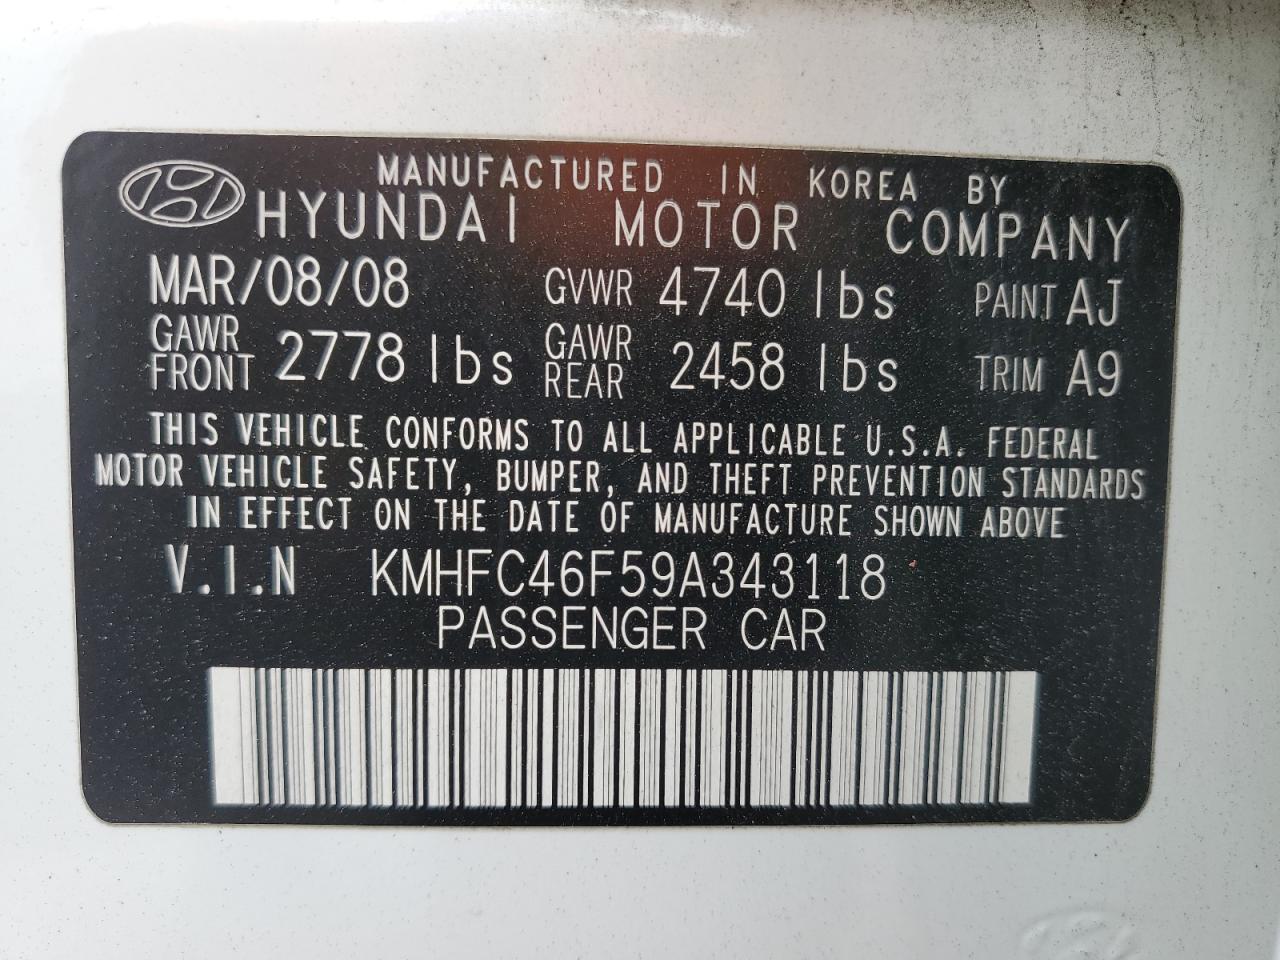 MANUFACTURED IN KOREA BY
HYUNDAI MOTOR COMPANY
MAR/08/08 GVWR 4740 lbs PAINT AJ
GAWR FRONT 2778 lbs GAWR REAR 2458 lbs TRIM A9
THIS VEHICLE CONFORMS TO ALL APPLICABLE U.S.A. FEDERAL
MOTOR VEHICLE SAFETY, BUMPER, AND THEFT PREVENTION STANDARDS
IN EFFECT ON THE DATE OF MANUFACTURE SHOWN ABOVE
V.I.N KMHFC46F59A343118
PASSENGER CAR